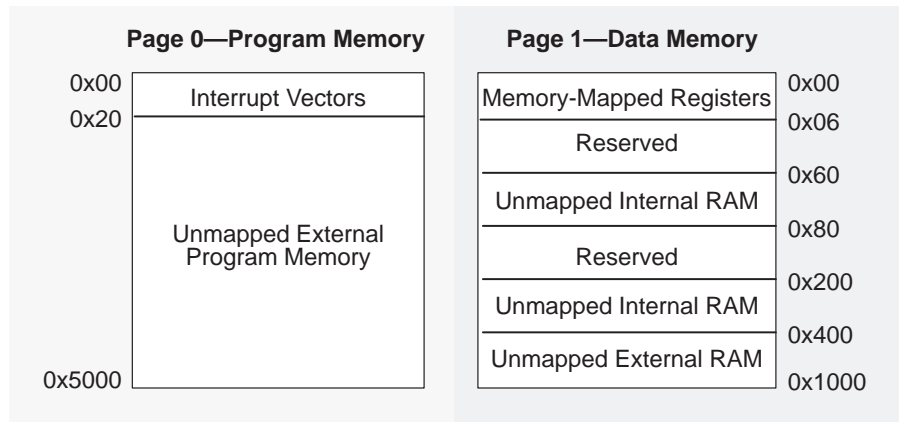 Page 0—Program Memory
0x00
Interrupt Vectors
0x20
Unmapped External
Program Memory
0x5000
Page 1—Data Memory
0x00
Memory-Mapped Registers
0x06
Reserved
0x60
Unmapped Internal RAM
0x80
Reserved
0x200
Unmapped Internal RAM
0x400
Unmapped External RAM
0x1000